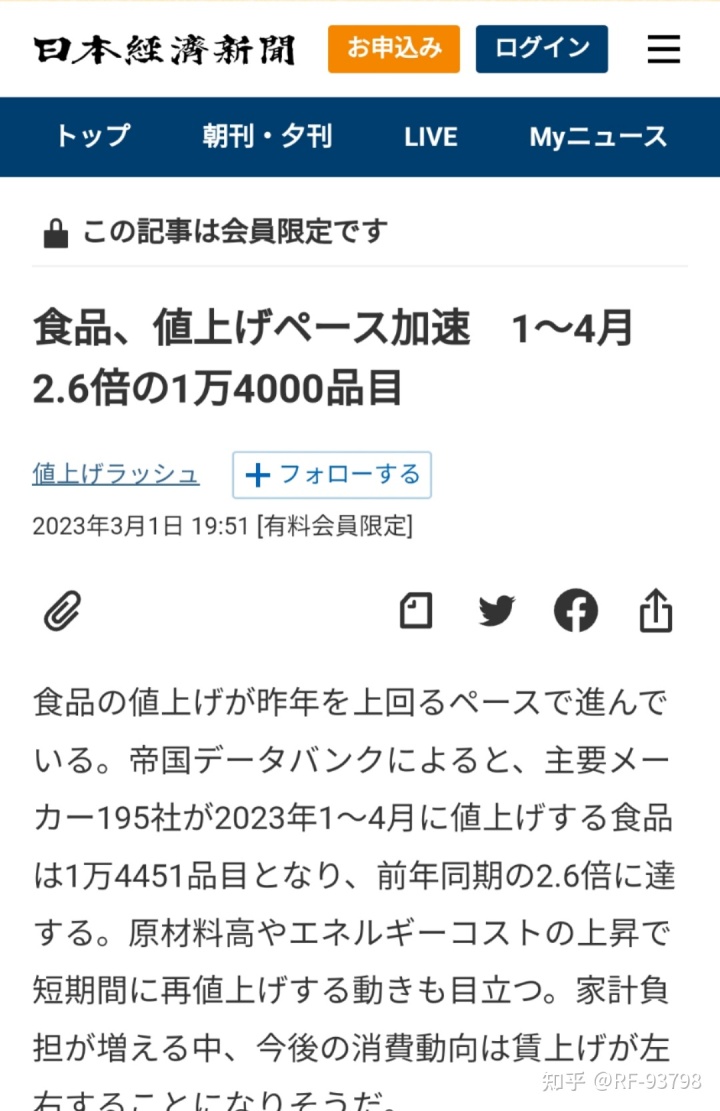 日本経済新聞 お申込み ログイン
トップ 朝刊・夕刊 LIVE Myニュース
この記事は会員限定です
食品、値上げペース加速　1〜4月
2.6倍の1万4000品目
値上げラッシュ フォローする
2023年3月1日 19:51 [有料会員限定]
食品の値上げが昨年を上回るペースで進んで
いる。帝国データバンクによると、主要メー
カー195社が2023年1〜4月に値上げする食品
は1万4451品目となり、前年同期の2.6倍に達
する。原材料高やエネルギーコストの上昇で
短期間に再値上げする動きも目立つ。家計負
担が増える中、今後の消費動向は賃上げが左
右することになりそうだ。
知乎 @RF-93798